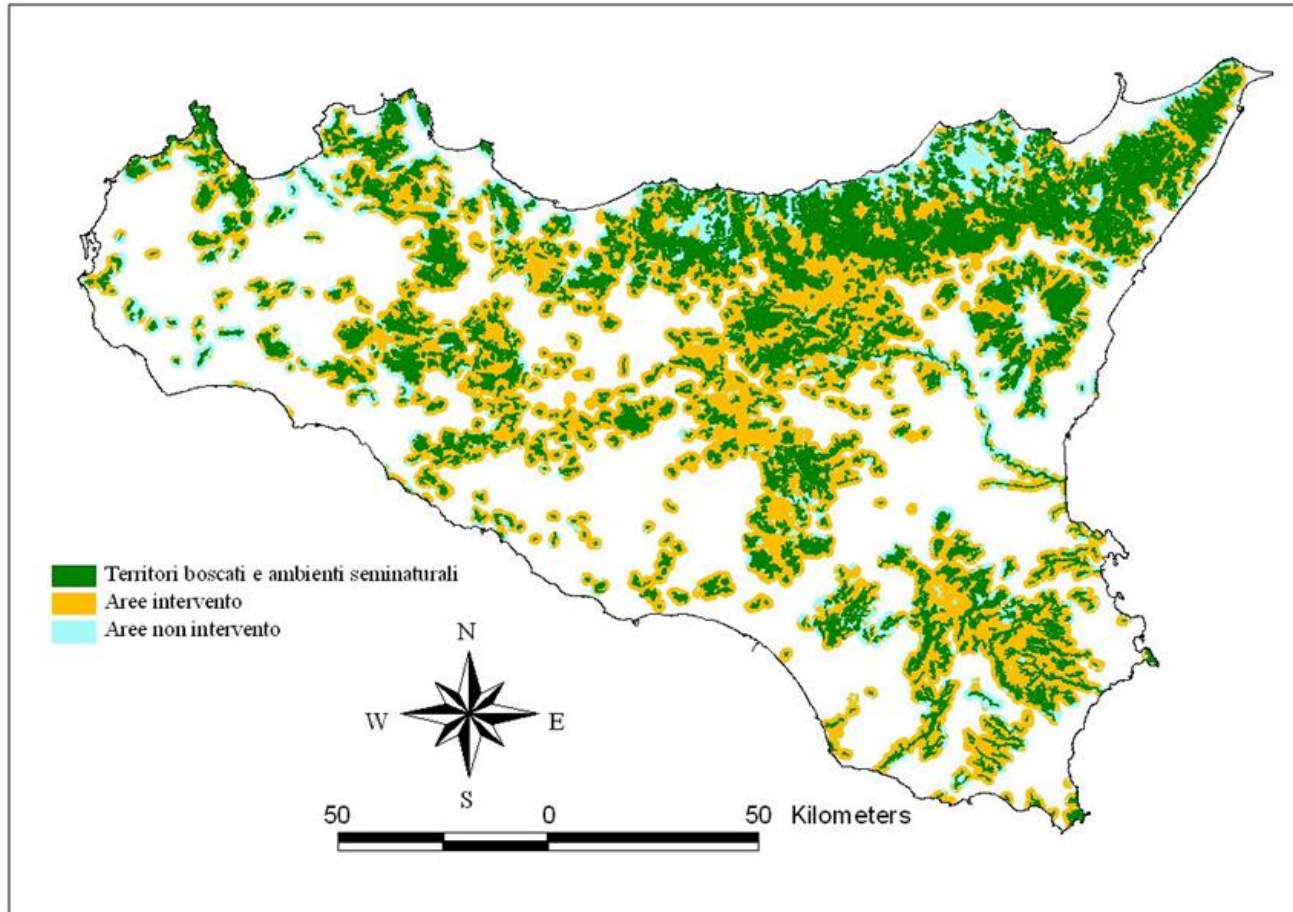 Territori boscati e ambienti seminaturali
Aree intervento
Aree non intervento
N
W E
S
50 0 50 Kilometers